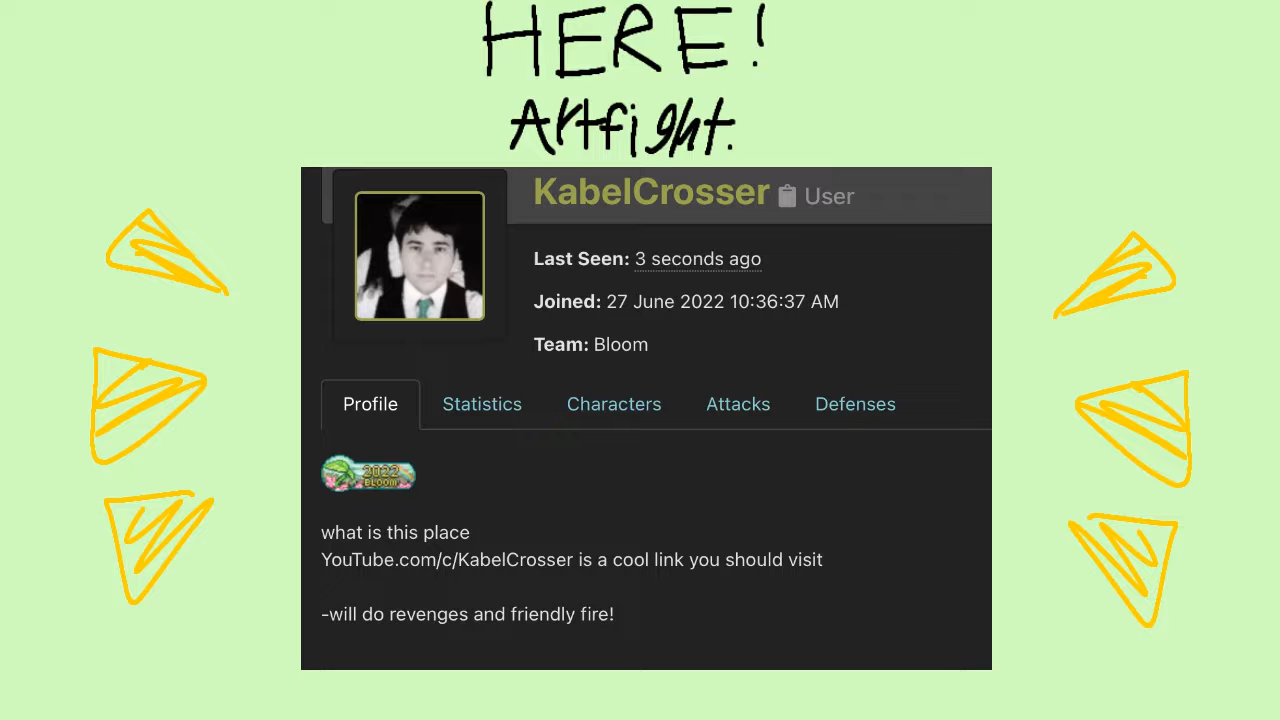 HERE!
Artfight.
KabelCrosser User
Last Seen: 3 seconds ago
Joined: 27 June 2022 10:36:37 AM
Team: Bloom
Profile Statistics Characters Attacks Defenses
2022
BLOOM
what is this place
YouTube.com/c/KabelCrosser is a cool link you should visit
-will do revenges and friendly fire!